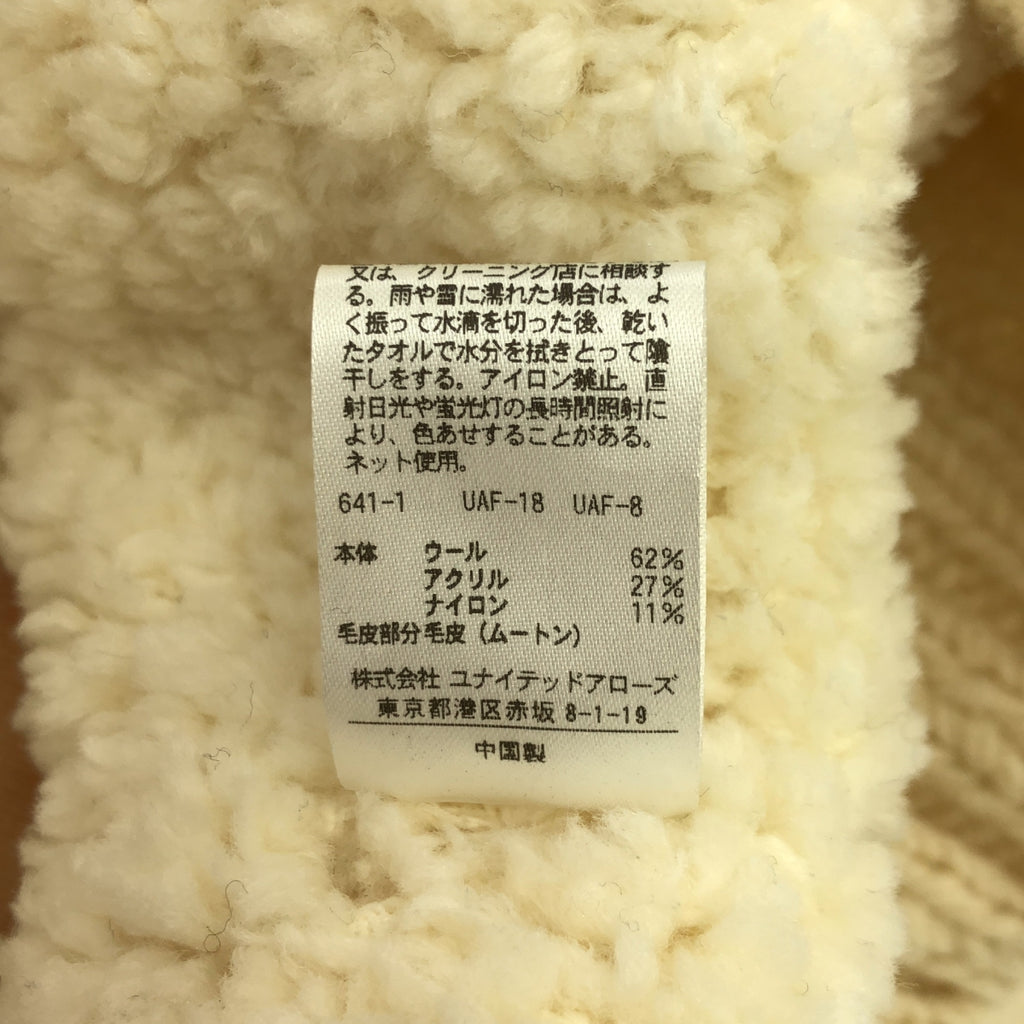 又は、クリーニング店に相談す
る。雨や雪に濡れた場合は、よ
く振って水滴を切った後、乾い
たタオルで水分を拭きとって陰
干しをする。アイロン禁止。直
射日光や蛍光灯の長時間照射に
より、色あせすることがある。
ネット使用。
641-1 UAF-18 UAF-8
本体 ウール 62%
アクリル 27%
ナイロン 11%
毛皮部分毛皮(ムートン)
株式会社 ユナイテッドアローズ
東京都港区赤坂 8-1-19
中国製